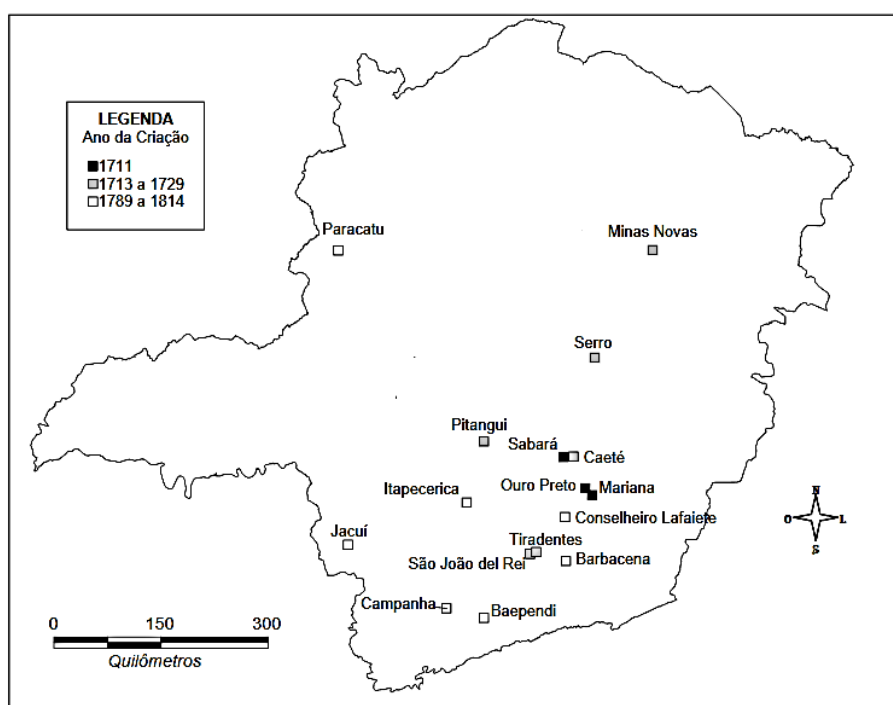 LEGENDA
Ano da Criação
1711
1713 a 1729
1789 a 1814
Paracatu
Minas Novas
Serro
Pitangui
Sabará
Caeté
Ouro Preto
Mariana
Itapecerica
Conselheiro Lafaiete
Jacuí
Tiradentes
São João del Rei
Barbacena
Campanha
Baependi
N
O L
S
0 150 300
Quilômetros